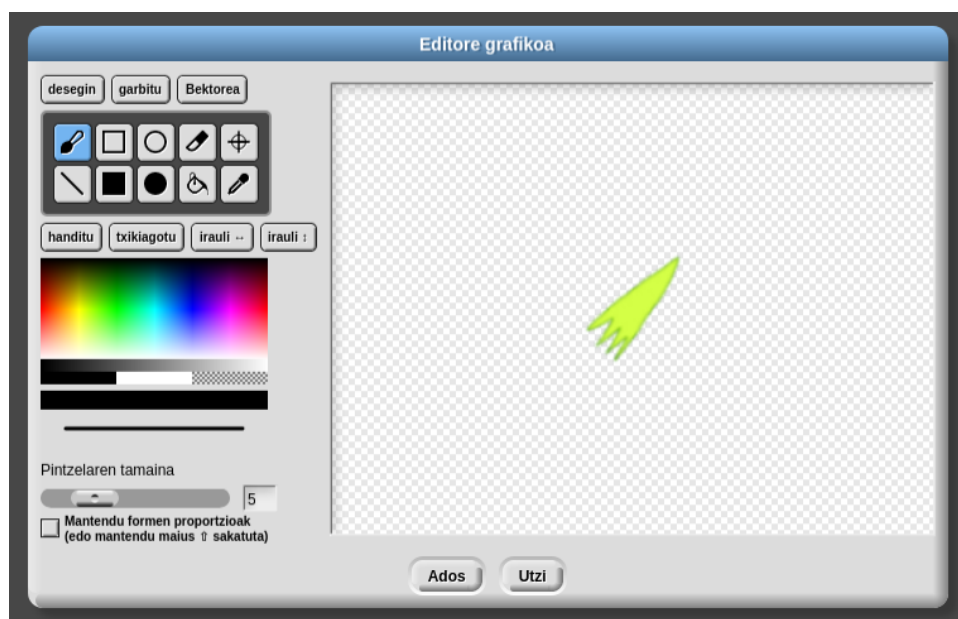 Editore grafikoa
desegin garbitu Bektorea
handitu txikiagotu irauli ↔ irauli ↕
Pintzelaren tamaina
5
Mantendu formen proportzioak
(edo mantendu maius ⇧ sakatuta)
Ados Utzi